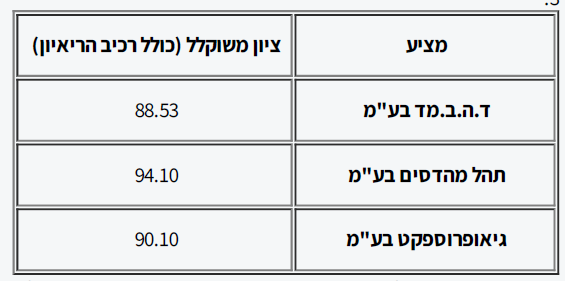 מציע ציון משוקלל (כולל רכיב הריאיון)
ד.ה.ב.מד בע"מ 88.53
תהל מהדסים בע"מ 94.10
גיאופרוספקט בע"מ 90.10